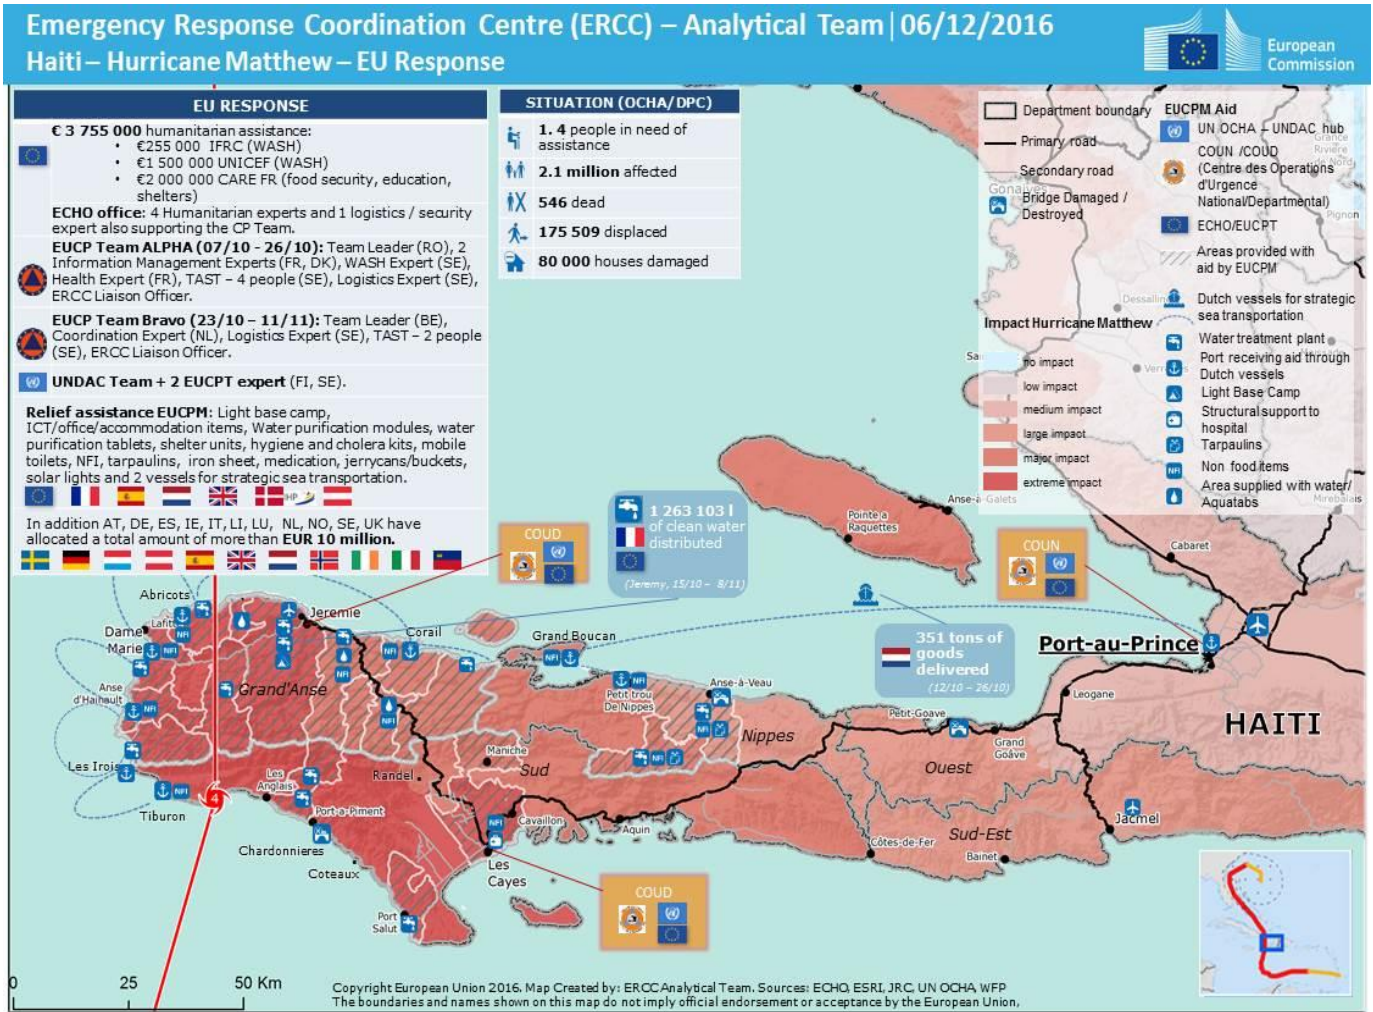 Emergency Response Coordination Centre (ERCC) – Analytical Team | 06/12/2016
Haiti – Hurricane Matthew – EU Response
European
Commission
EU RESPONSE
€ 3 755 000 humanitarian assistance:
• €255 000 IFRC (WASH)
• €1 500 000 UNICEF (WASH)
• €2 000 000 CARE FR (food security, education,
shelters)
ECHO office: 4 Humanitarian experts and 1 logistics / security
expert also supporting the CP Team.
EUCP Team ALPHA (07/10 - 26/10): Team Leader (RO), 2
Information Management Experts (FR, DK), WASH Expert (SE),
Health Expert (FR), TAST – 4 people (SE), Logistics Expert (SE),
ERCC Liaison Officer.
EUCP Team Bravo (23/10 – 11/11): Team Leader (BE),
Coordination Expert (NL), Logistics Expert (SE), TAST – 2 people
(SE), ERCC Liaison Officer.
UNDAC Team + 2 EUCPT expert (FI, SE).
Relief assistance EUCPM: Light base camp,
ICT/office/accommodation items, Water purification modules, water
purification tablets, shelter units, hygiene and cholera kits, mobile
toilets, NFI, tarpaulins, iron sheet, medication, jerrycans/buckets,
solar lights and 2 vessels for strategic sea transportation.
IHP
In addition AT, DE, ES, IE, IT, LI, LU, NL, NO, SE, UK have
allocated a total amount of more than EUR 10 million.
SITUATION (OCHA/DPC)
1. 4 people in need of
assistance
2.1 million affected
546 dead
175 509 displaced
80 000 houses damaged
Department boundary
Primary road
Secondary road
Bridge Damaged /
Destroyed
Impact Hurricane Matthew
no impact
low impact
medium impact
large impact
major impact
extreme impact
EUCPM Aid
UN OCHA – UNDAC hub
COUN /COUD
(Centre des Operations
d'Urgence
National/Departmental)
ECHO/EUCPT
Areas provided with
aid by EUCPM
Dutch vessels for strategic
sea transportation
Water treatment plant
Port receiving aid through
Dutch vessels
Light Base Camp
Structural support to
hospital
Tarpaulins
NFI
Non food items
Area supplied with water/
Aquatabs
Gonaives
Grande
Rivière
du Nord
Pignon
Mirebalais
COUD
1 263 103 l
of clean water
distributed
(Jeremy, 15/10 – 8/11)
COUN
351 tons of
goods
delivered
(12/10 – 26/10)
Anse-à Galets
Pointe a
Raquettes
Cabaret
Port-au-Prince
Leogane
HAITI
Abricots
Jeremie
Dame
Marie
NFI
NFI
Corail
NFI
Grand Boucan
NFI
Anse
d'Hainault
NFI
Grand'Anse
NFI
NFI
NFI
Petit trou
De Nippes
Anse-à-Veau
NFI
NFI
Nippes
Petit-Goave
Grand
Goâve
Ouest
Sud-Est
Jacmel
Les Irois
NFI
Tiburon
4
Les
Anglais
Port-a-Piment
Randel
Maniche
Sud
Chardonnieres
Coteaux
NFI
Cavaillon
Aquin
Les
Cayes
Côtes-de-Fer
Bainet
Port
Salut
COUD
0
25
50 Km
Copyright European Union 2016. Map Created by: ERCC Analytical Team. Sources: ECHO, ESRI, JRC, UN OCHA, WFP
The boundaries and names shown on this map do not imply official endorsement or acceptance by the European Union,